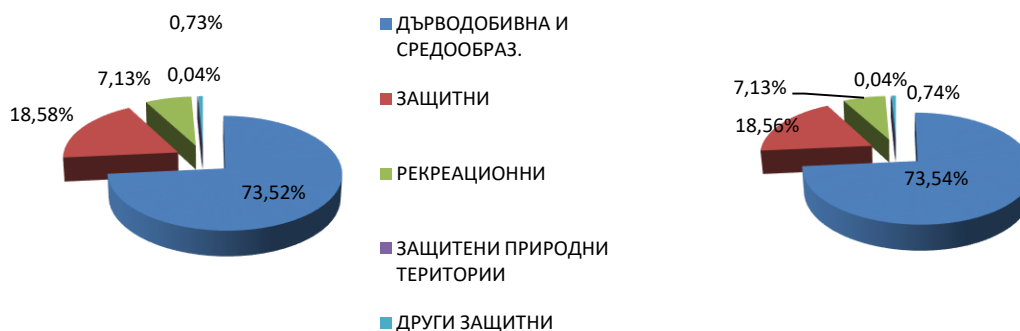 0,73%
7,13%
0,04%
18,58%
73,52%
ДЪРВОДОБИВНА И
СРЕДООБРАЗ.
ЗАЩИТНИ
РЕКРЕАЦИОННИ
ЗАЩИТЕНИ ПРИРОДНИ
ТЕРИТОРИИ
ДРУГИ ЗАЩИТНИ
7,13%
0,04%
0,74%
18,56%
73,54%